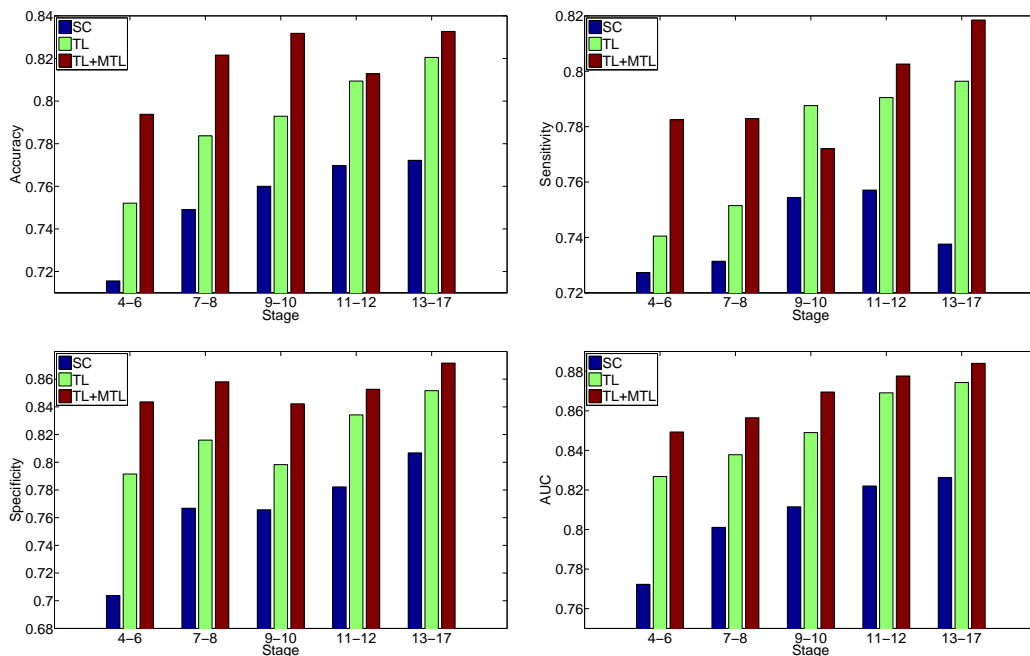 0.84
0.82
0.8
0.78
0.76
0.74
0.72
Accuracy
SC
TL
TL+MTL
4–6
7–8
9–10
11–12
13–17
Stage
0.82
0.8
0.78
0.76
0.74
0.72
Sensitivity
SC
TL
TL+MTL
4–6
7–8
9–10
11–12
13–17
Stage
0.86
0.84
0.82
0.8
0.78
0.76
0.74
0.72
0.7
0.68
Specificity
SC
TL
TL+MTL
4–6
7–8
9–10
11–12
13–17
Stage
0.88
0.86
0.84
0.82
0.8
0.78
0.76
AUC
SC
TL
TL+MTL
4–6
7–8
9–10
11–12
13–17
Stage